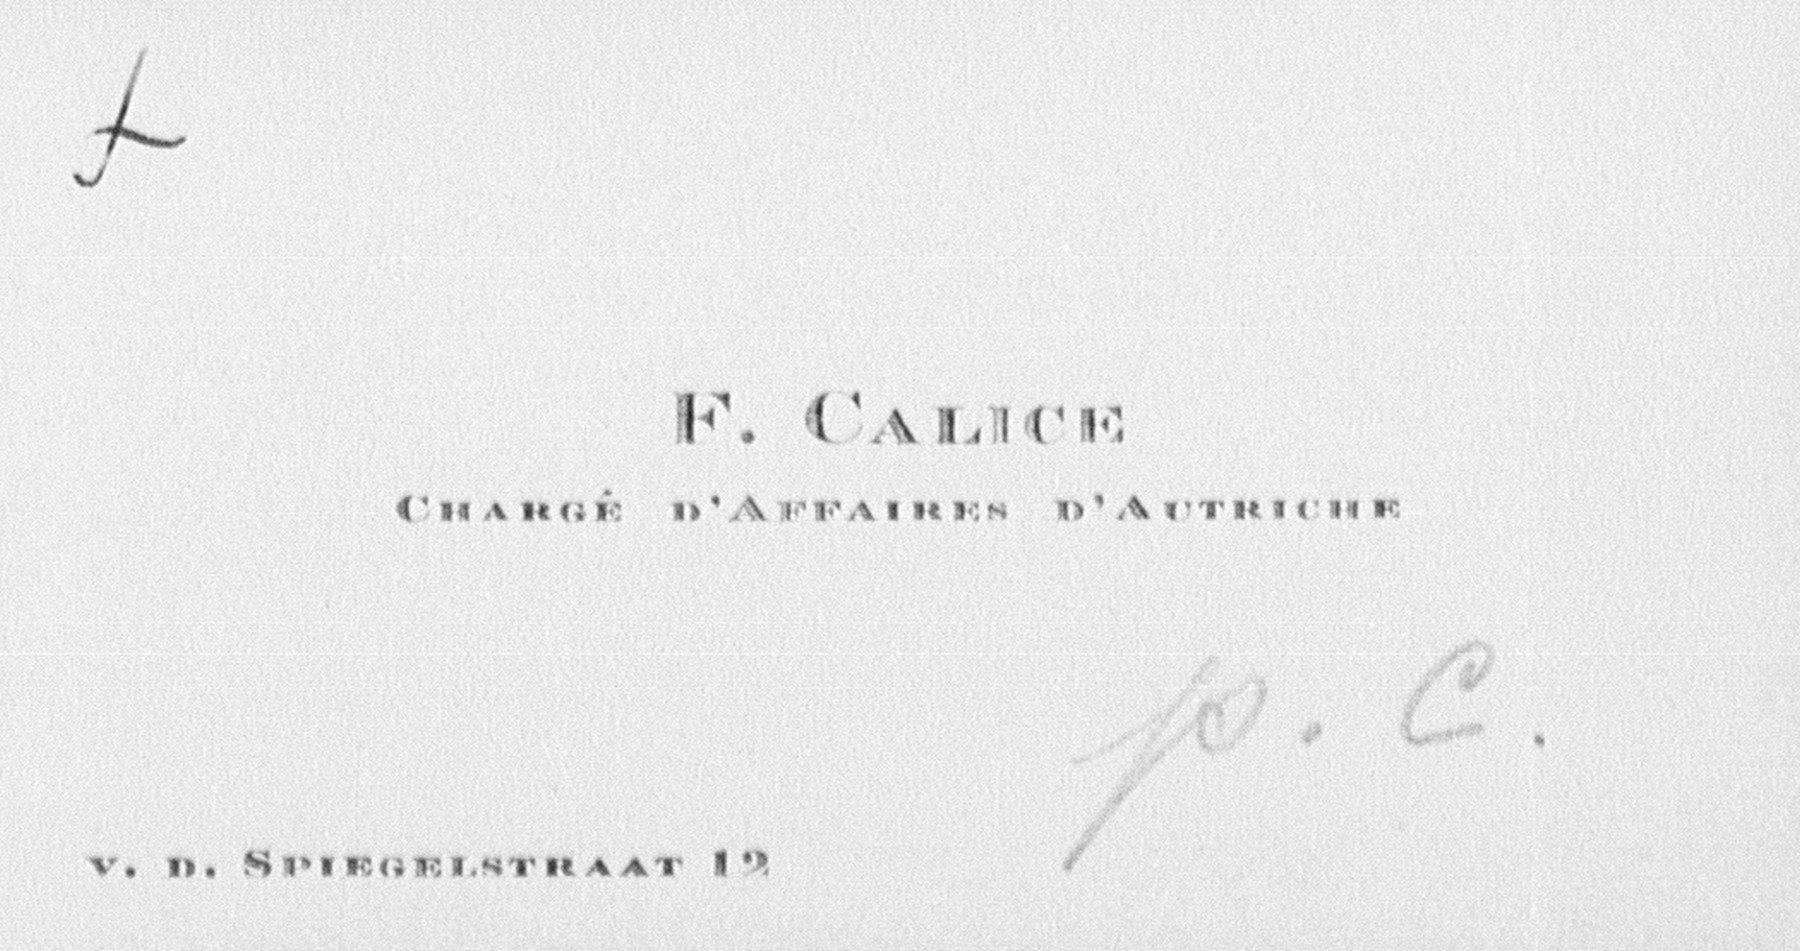 F. CALICE
CHARGÉ D'AFFAIRES D'AUTRICHE
p. c.
v. d. SPIEGELSTRAAT 12